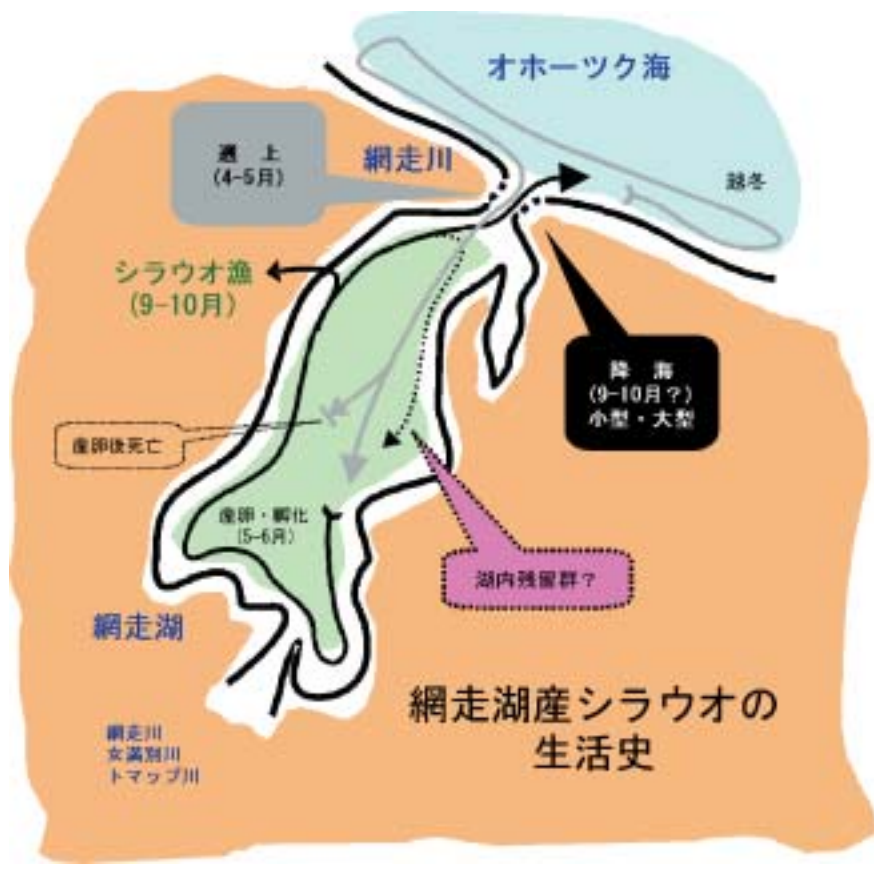 オホーツク海
遡 上
(4-5月)
網走川
越冬
シラウオ漁
(9-10月)
降 海
(9-10月？)
小型・大型
産卵後死亡
産卵・孵化
(5-6月)
湖内残留群？
網走湖
網走湖産シラウオの
生活史
網走川
女満別川
トマップ川